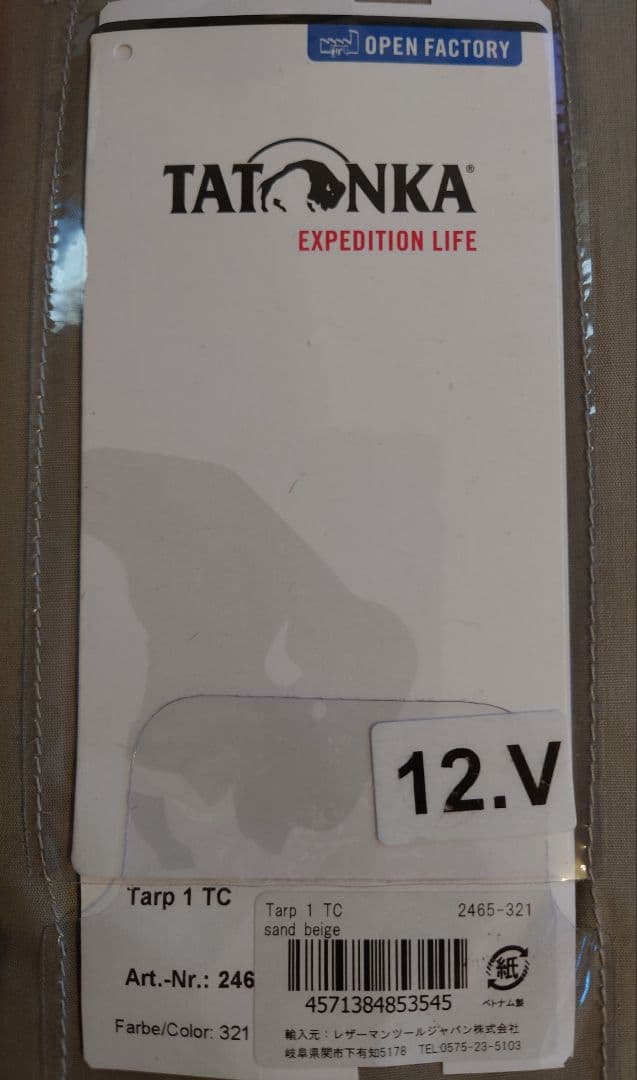 OPEN FACTORY
TATONKA®
EXPEDITION LIFE
12.V
Tarp 1 TC
Art.-Nr.: 246
Farbe/Color: 321
Tarp 1 TC 2465-321
sand beige
4571384853545
紙
ベトナム製
輸入元：レザーマンツールジャパン株式会社
岐阜県関市下有知5178 TEL:0575-23-5103